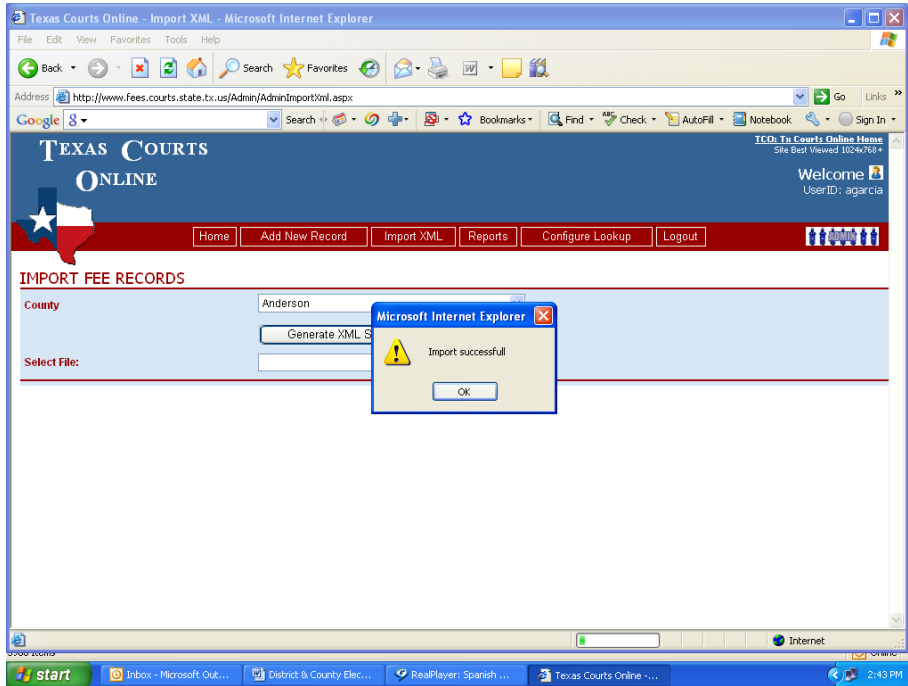 Texas Courts Online - Import XML - Microsoft Internet Explorer
File Edit View Favorites Tools Help
Back Search Favorites
Address http://www.fees.courts.state.tx.us/Admin/AdminImportXml.aspx Go Links »
Google Search Bookmarks Find Check AutoFill Notebook Sign In
TEXAS COURTS
ONLINE
TCO: Tx Courts Online Home
Site Best Viewed 1024x768+
Welcome
UserID: agarcia
Home Add New Record Import XML Reports Configure Lookup Logout ADMIN
IMPORT FEE RECORDS
County Anderson
Generate XML S
Select File:
Microsoft Internet Explorer
Import successfull
OK
Internet
start Inbox - Microsoft Out... District & County Elec... RealPlayer: Spanish ... Texas Courts Online -... 2:43 PM